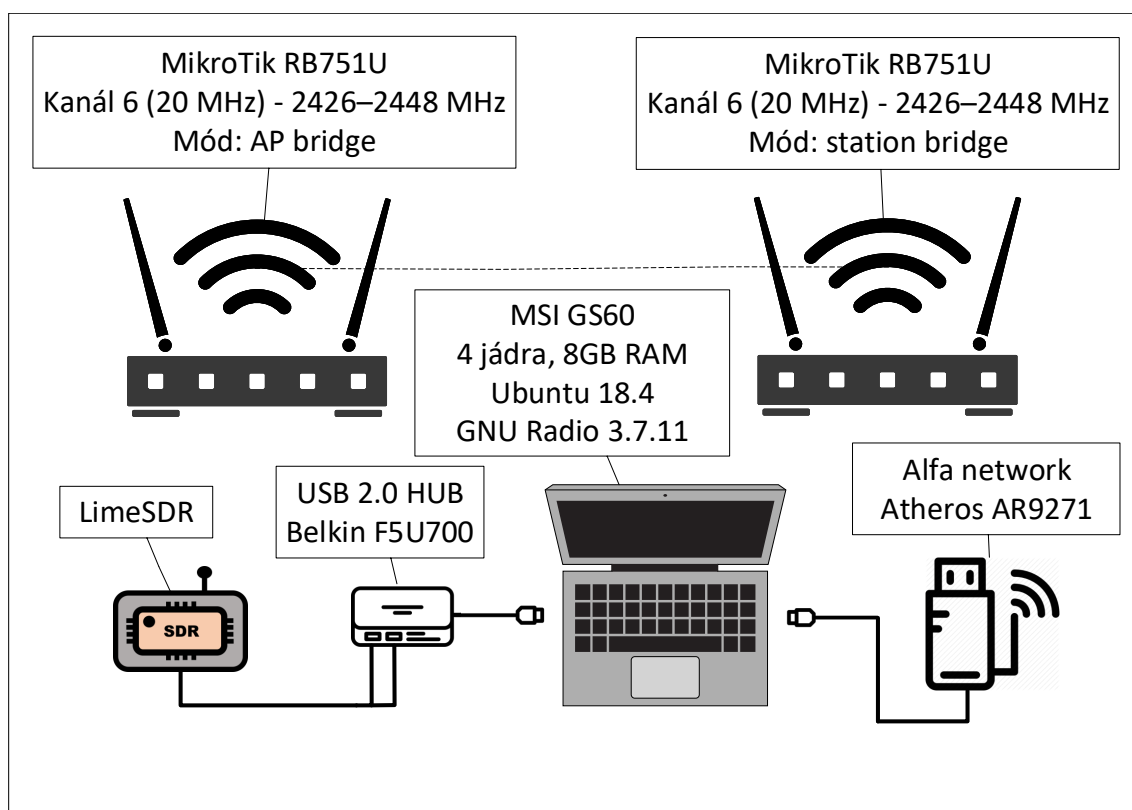 MikroTik RB751U
Kanál 6 (20 MHz) - 2426–2448 MHz
Mód: AP bridge
MikroTik RB751U
Kanál 6 (20 MHz) - 2426–2448 MHz
Mód: station bridge
MSI GS60
4 jádra, 8GB RAM
Ubuntu 18.4
GNU Radio 3.7.11
LimeSDR
USB 2.0 HUB
Belkin F5U700
Alfa network
Atheros AR9271
SDR